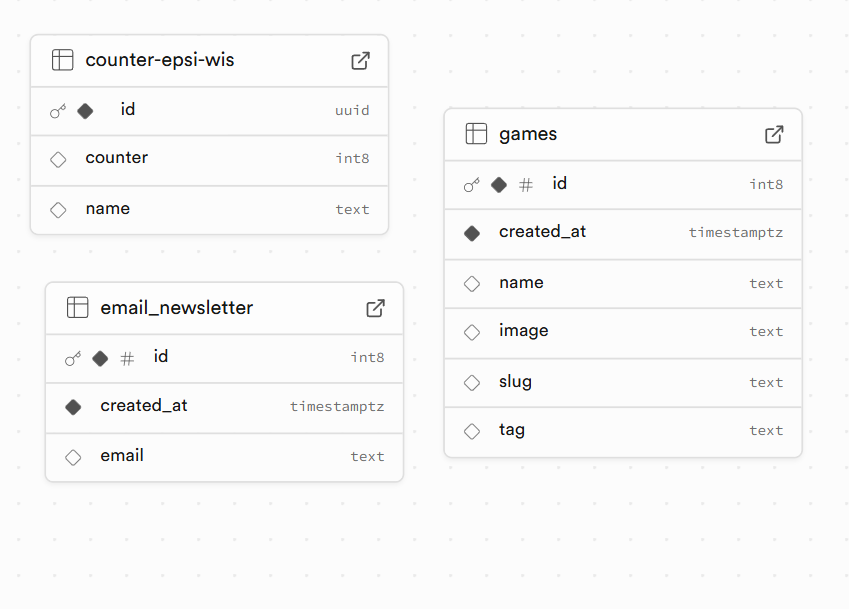 counter-epsi-wis
id uuid
counter int8
name text
games
# id int8
created_at timestamptz
name text
image text
slug text
tag text
email_newsletter
# id int8
created_at timestamptz
email text